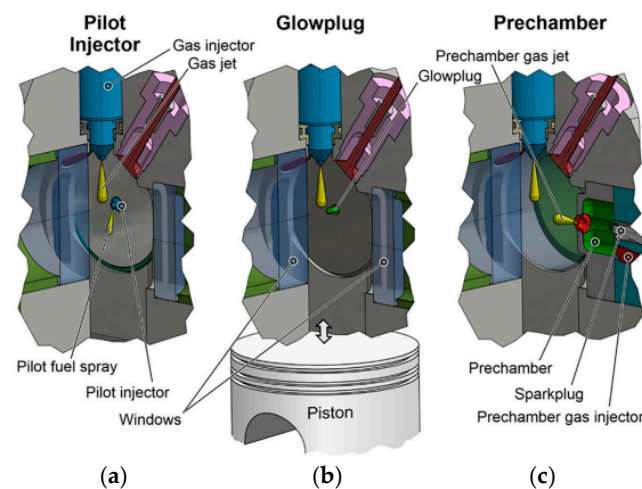 Pilot
Injector
Glowplug
Prechamber
Gas injector
Gas jet
Prechamber gas jet
Glowplug
Pilot fuel spray
Pilot injector
Windows
Piston
Prechamber
Sparkplug
Prechamber gas injector
(a)
(b)
(c)